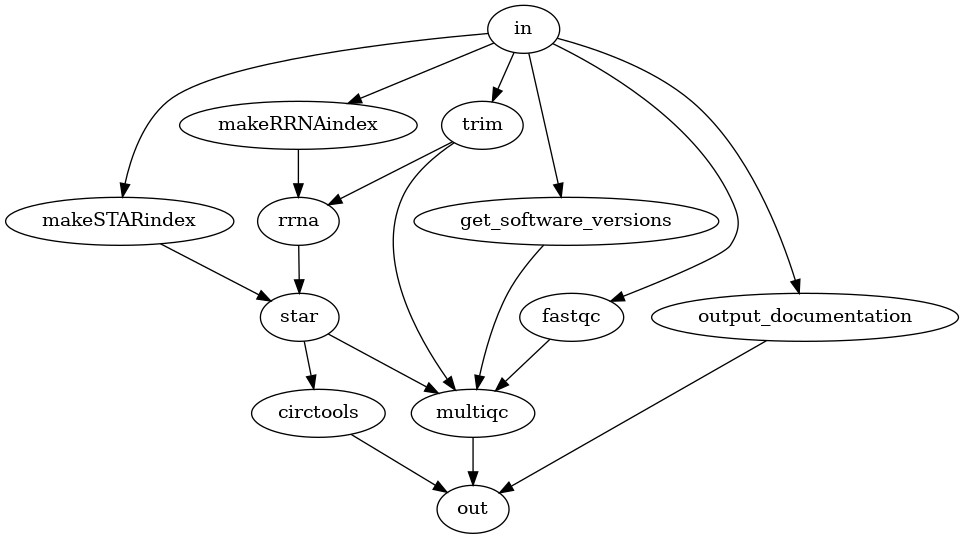 in
makeRRNAindex
trim
makeSTARindex
rrna
get_software_versions
star
fastqc
output_documentation
circtools
multiqc
out